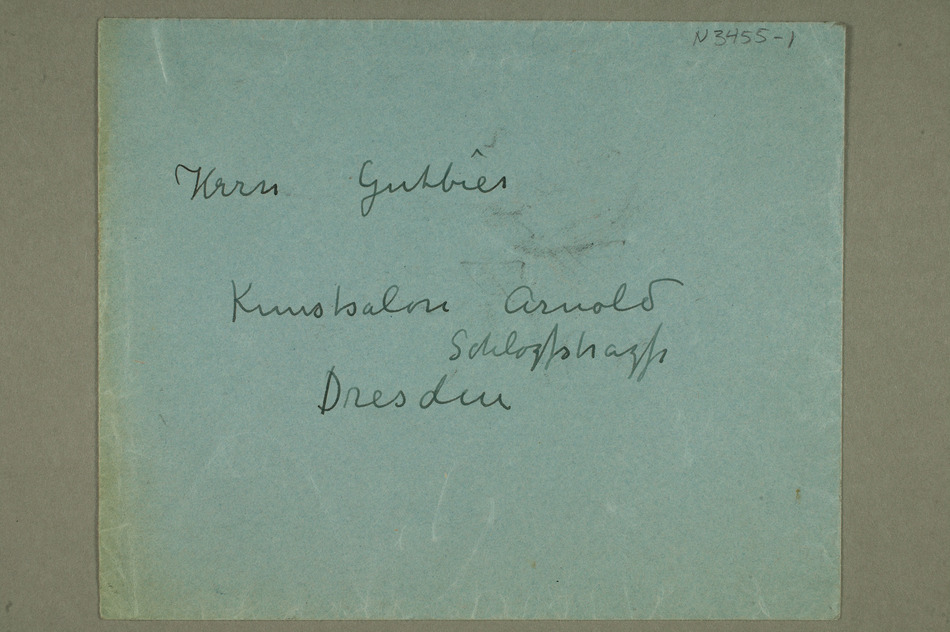 N3455-1
Herrn Gutbier
Kunstsalon Arnold
Schloßstraße
Dresden